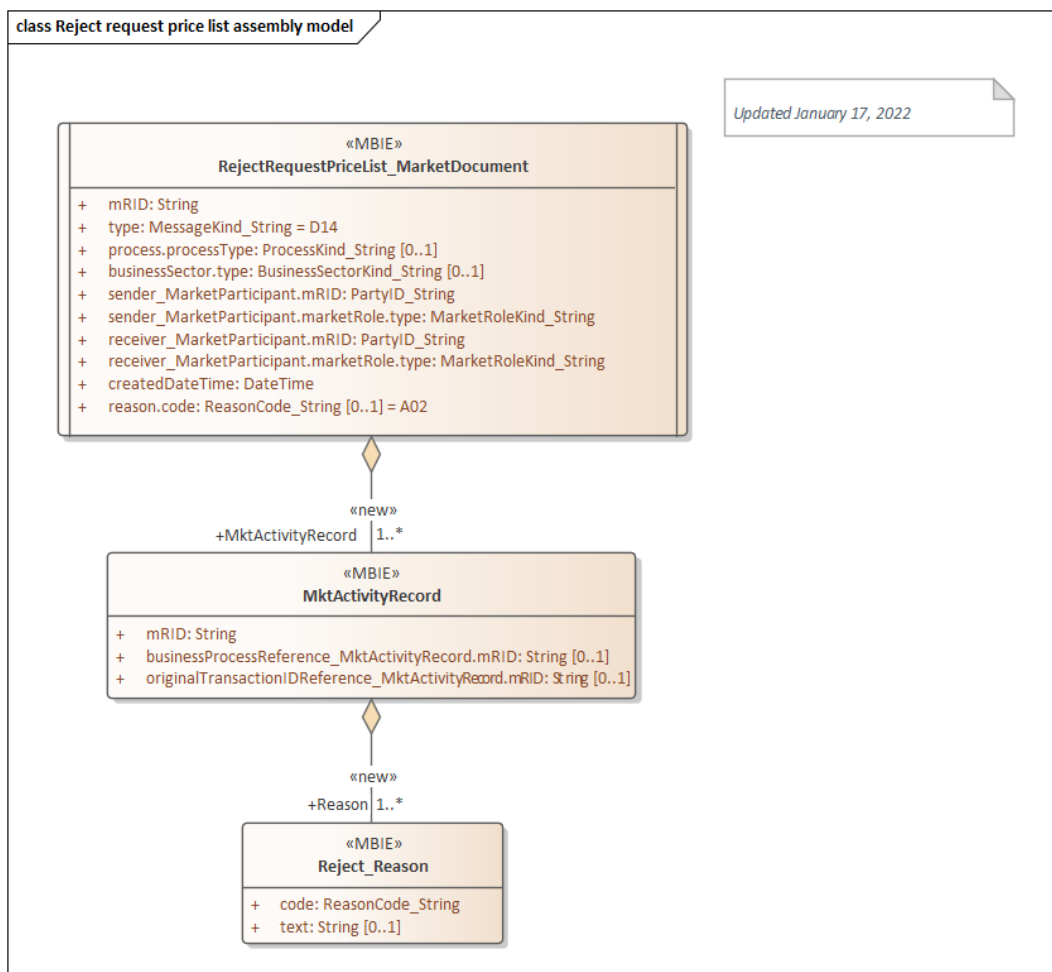 class Reject request price list assembly model
Updated January 17, 2022
«MBIE»
RejectRequestPriceList_MarketDocument
+ mRID: String
+ type: MessageKind_String = D14
+ process.processType: ProcessKind_String [0..1]
+ businessSector.type: BusinessSectorKind_String [0..1]
+ sender_MarketParticipant.mRID: PartyID_String
+ sender_MarketParticipant.marketRole.type: MarketRoleKind_String
+ receiver_MarketParticipant.mRID: PartyID_String
+ receiver_MarketParticipant.marketRole.type: MarketRoleKind_String
+ createdDateTime: DateTime
+ reason.code: ReasonCode_String [0..1] = A02
«new»
+MktActivityRecord 1..*
«MBIE»
MktActivityRecord
+ mRID: String
+ businessProcessReference_MktActivityRecord.mRID: String [0..1]
+ originalTransactionIDReference_MktActivityRecord.mRID: String [0..1]
«new»
+Reason 1..*
«MBIE»
Reject_Reason
+ code: ReasonCode_String
+ text: String [0..1]